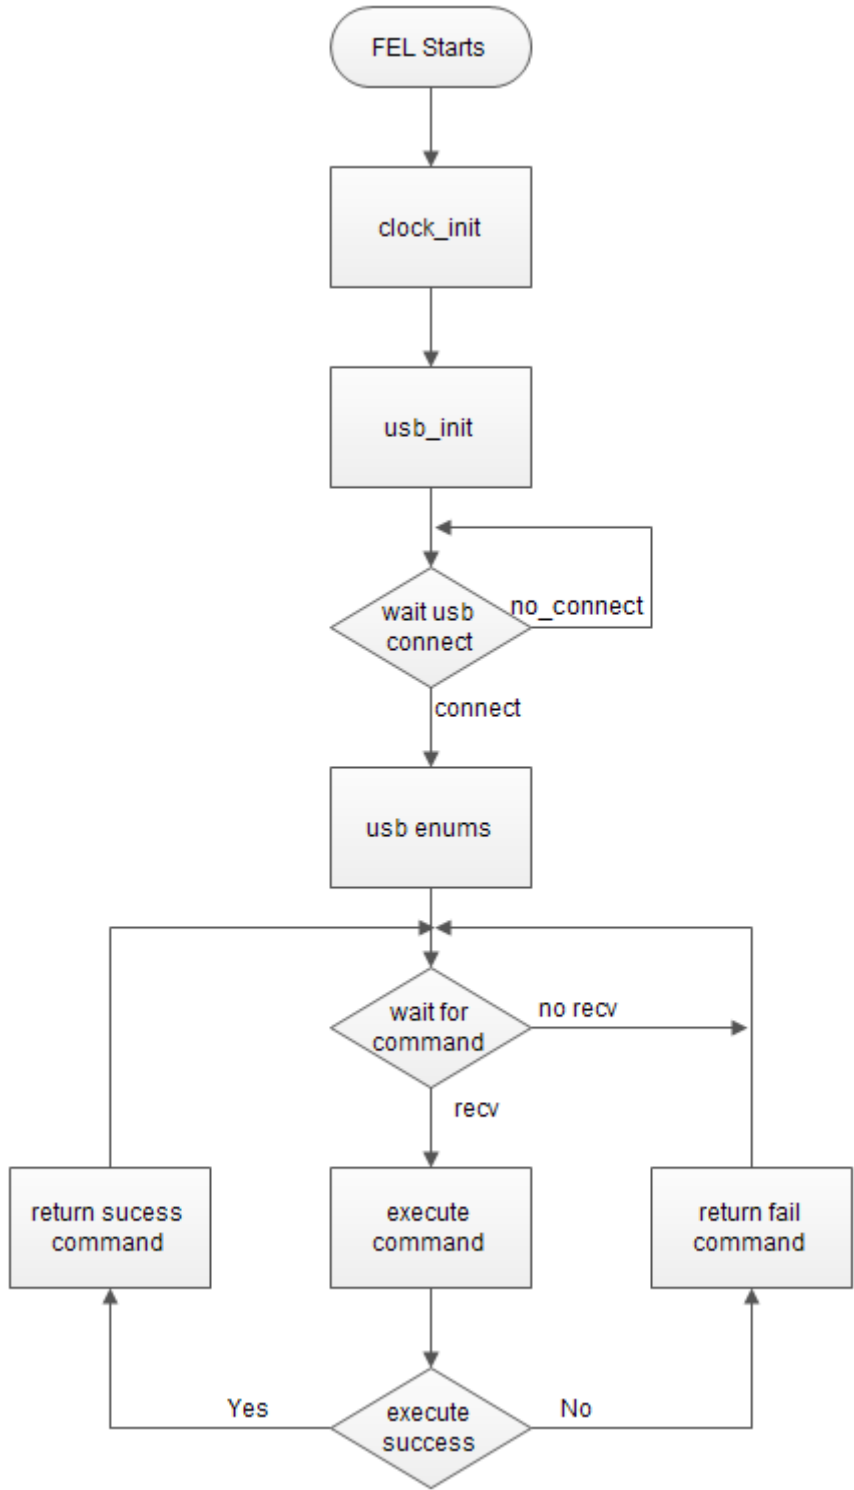 FEL Starts
clock_init
usb_init
wait usb
connect
no_connect
connect
usb enums
wait for
command
no recv
recv
return sucess
command
execute
command
return fail
command
Yes
execute
success
No